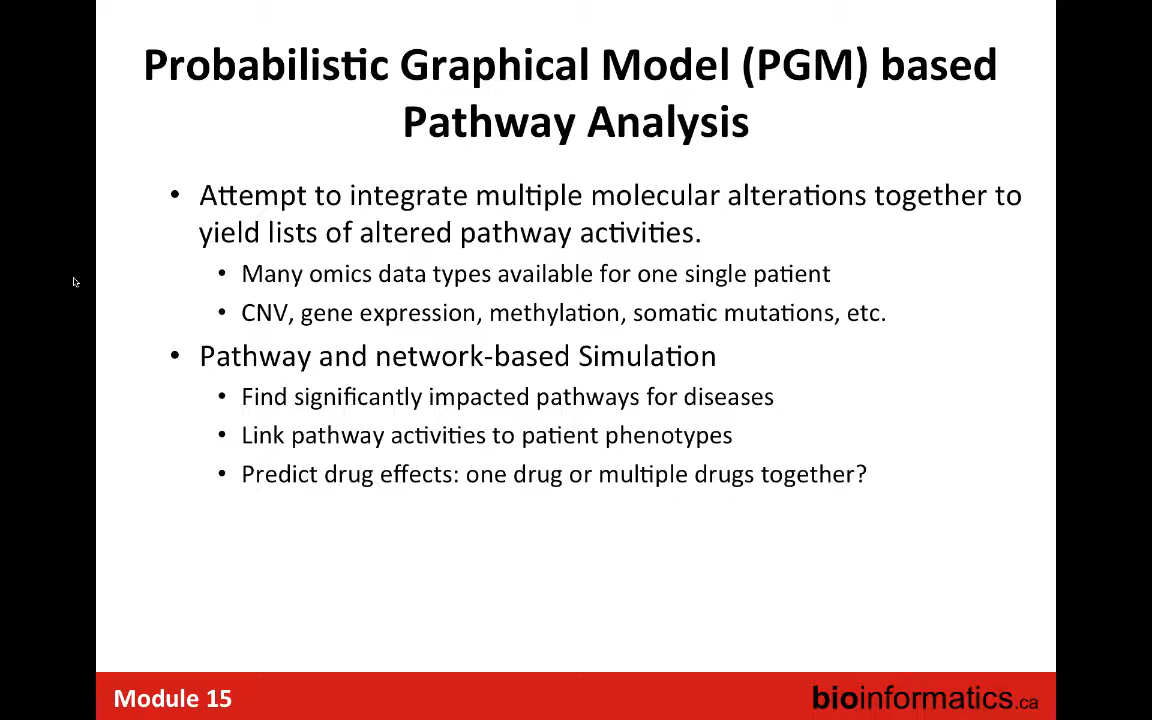 Probabilistic Graphical Model (PGM) based
Pathway Analysis
• Attempt to integrate multiple molecular alterations together to
yield lists of altered pathway activities.
• Many omics data types available for one single patient
• CNV, gene expression, methylation, somatic mutations, etc.
• Pathway and network-based Simulation
• Find significantly impacted pathways for diseases
• Link pathway activities to patient phenotypes
• Predict drug effects: one drug or multiple drugs together?
Module 15
bioinformatics.ca